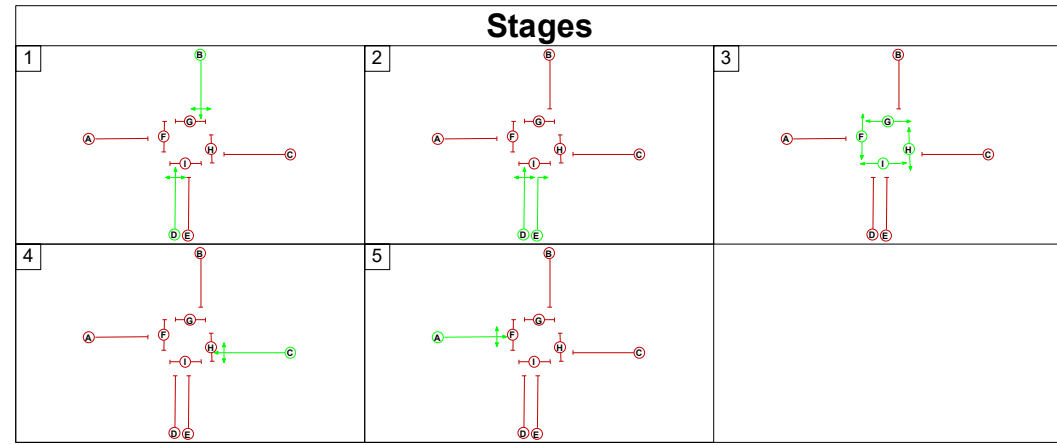 Stages
1 2 3
B B B
G G G
A F A F A F
H H H
C C C
I I I
D E D E D E
4 5
B B
G G
A F A F
H C H C
I I
D E D E